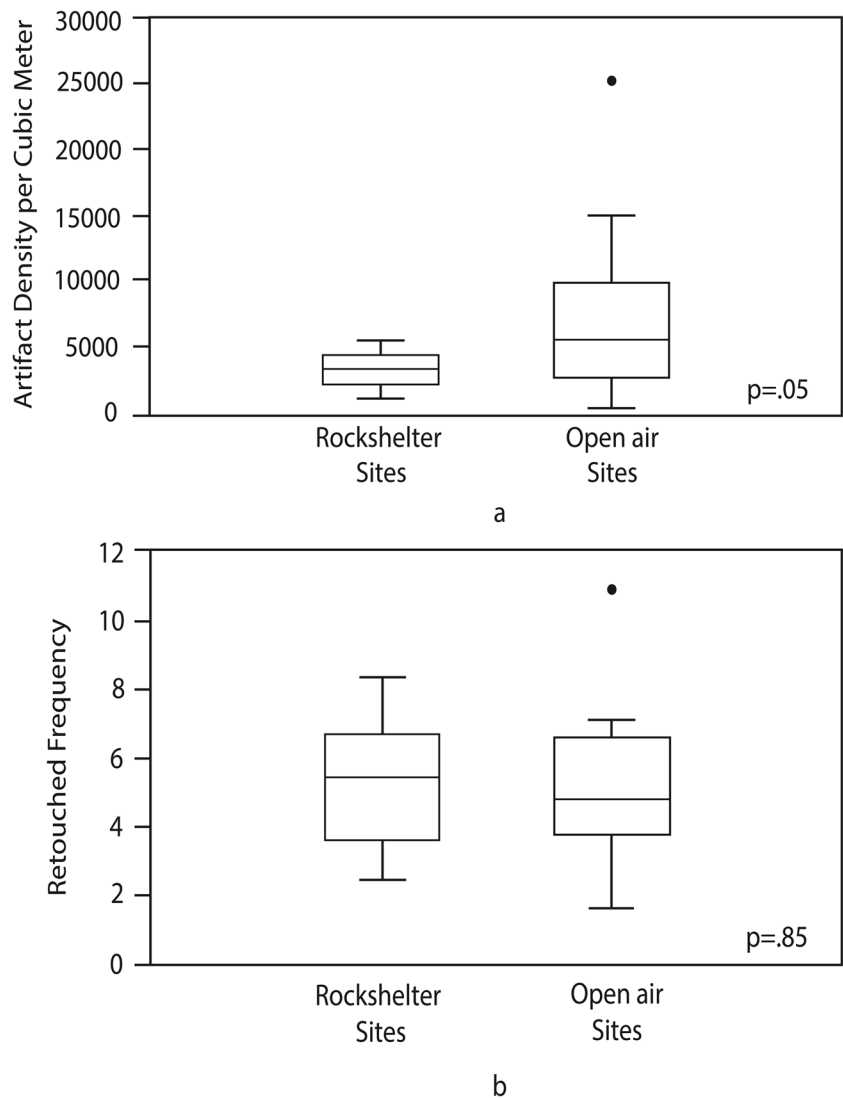 Artifact Density per Cubic Meter
30000
25000
20000
15000
10000
5000
0
p=.05
Rockshelter
Sites
Open air
Sites
a
Retouched Frequency
12
10
8
6
4
2
0
p=.85
Rockshelter
Sites
Open air
Sites
b